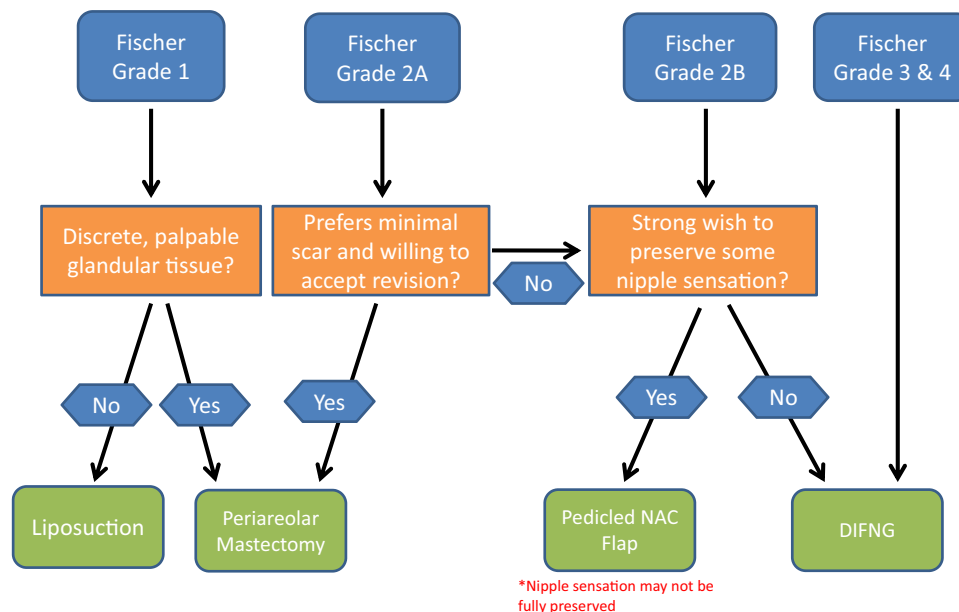 Fischer
Grade 1
Fischer
Grade 2A
Fischer
Grade 2B
Fischer
Grade 3 & 4
Discrete, palpable
glandular tissue?
Prefers minimal
scar and willing to
accept revision?
No
Strong wish to
preserve some
nipple sensation?
No
Yes
Yes
Yes
No
Liposuction
Periareolar
Mastectomy
Pedicled NAC
Flap
DIFNG
*Nipple sensation may not be
fully preserved